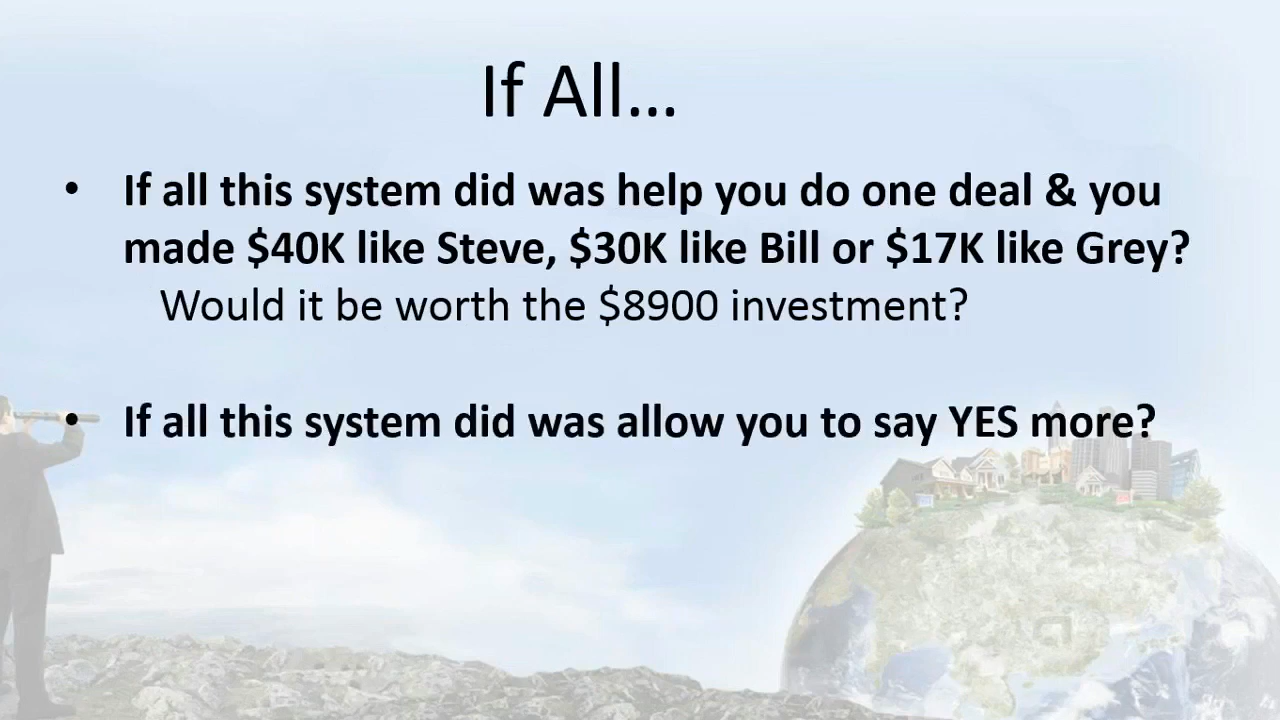 If All...
• If all this system did was help you do one deal & you
made $40K like Steve, $30K like Bill or $17K like Grey?
Would it be worth the $8900 investment?
• If all this system did was allow you to say YES more?